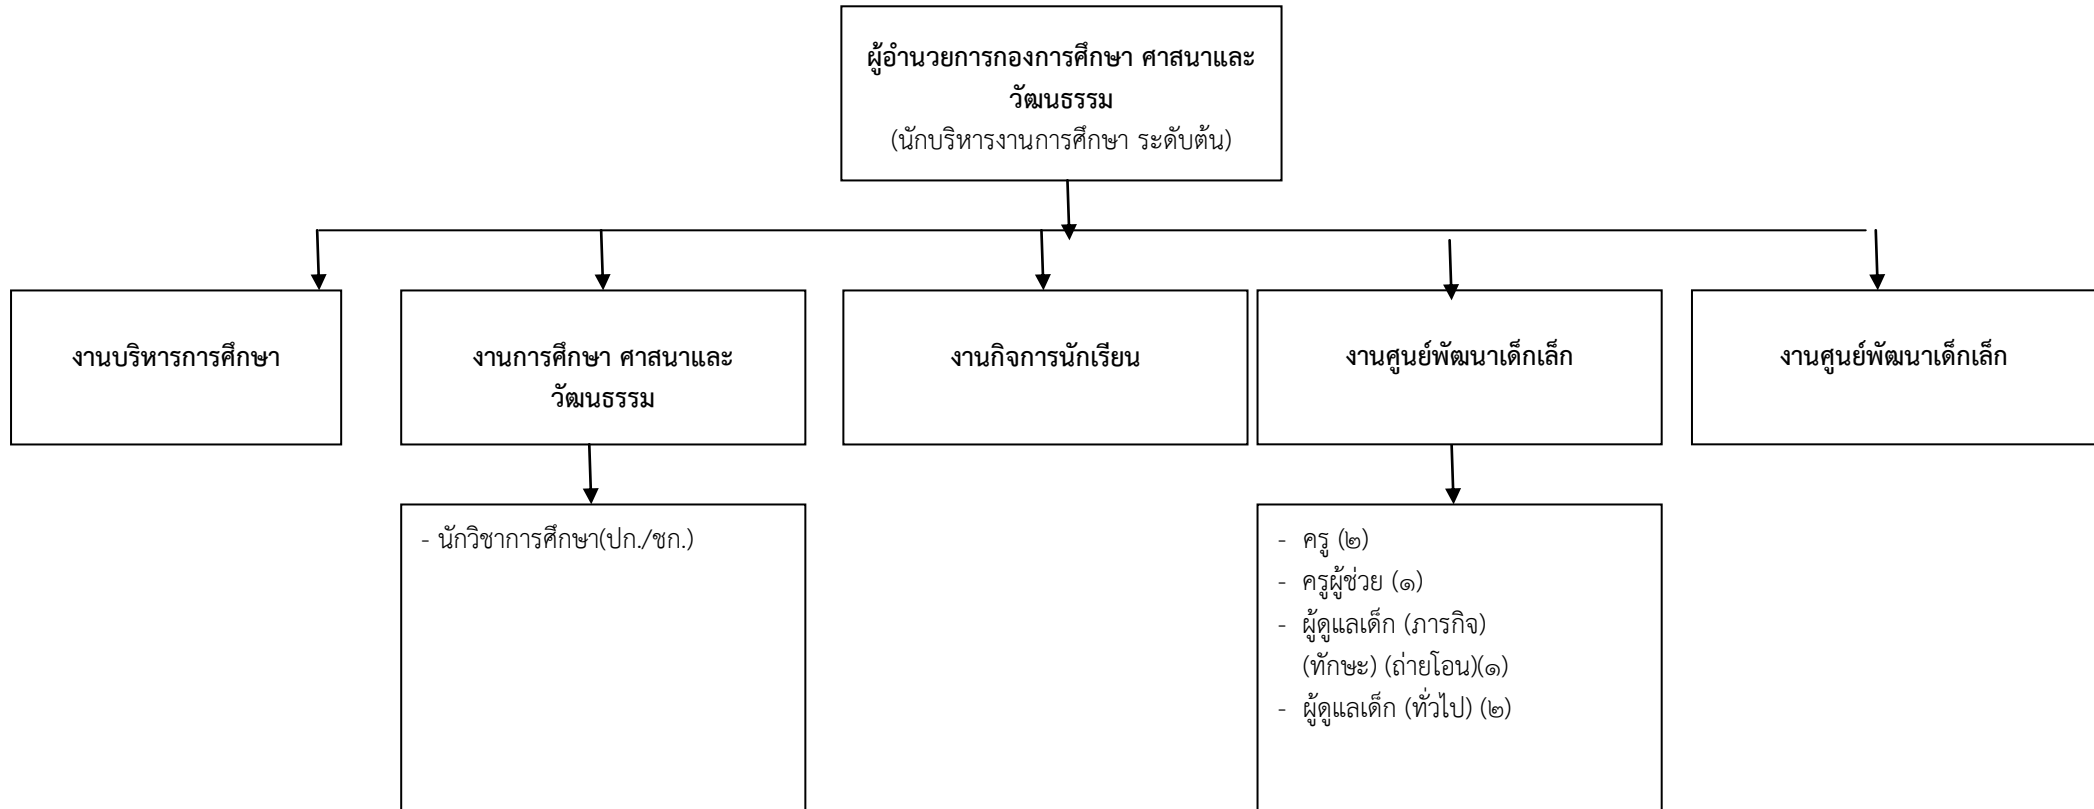 ผู้อำนวยการกองการศึกษา ศาสนาและ
วัฒนธรรม
(นักบริหารงานการศึกษา ระดับต้น)
งานบริหารการศึกษา
งานการศึกษา ศาสนาและ
วัฒนธรรม
งานกิจการนักเรียน
งานศูนย์พัฒนาเด็กเล็ก
งานศูนย์พัฒนาเด็กเล็ก
- นักวิชาการศึกษา(ปก./ชก.)
- ครู (๒)
- ครูผู้ช่วย (๑)
- ผู้ดูแลเด็ก (ภารกิจ)
(ทักษะ) (ถ่ายโอน)(๑)
- ผู้ดูแลเด็ก (ทั่วไป) (๒)